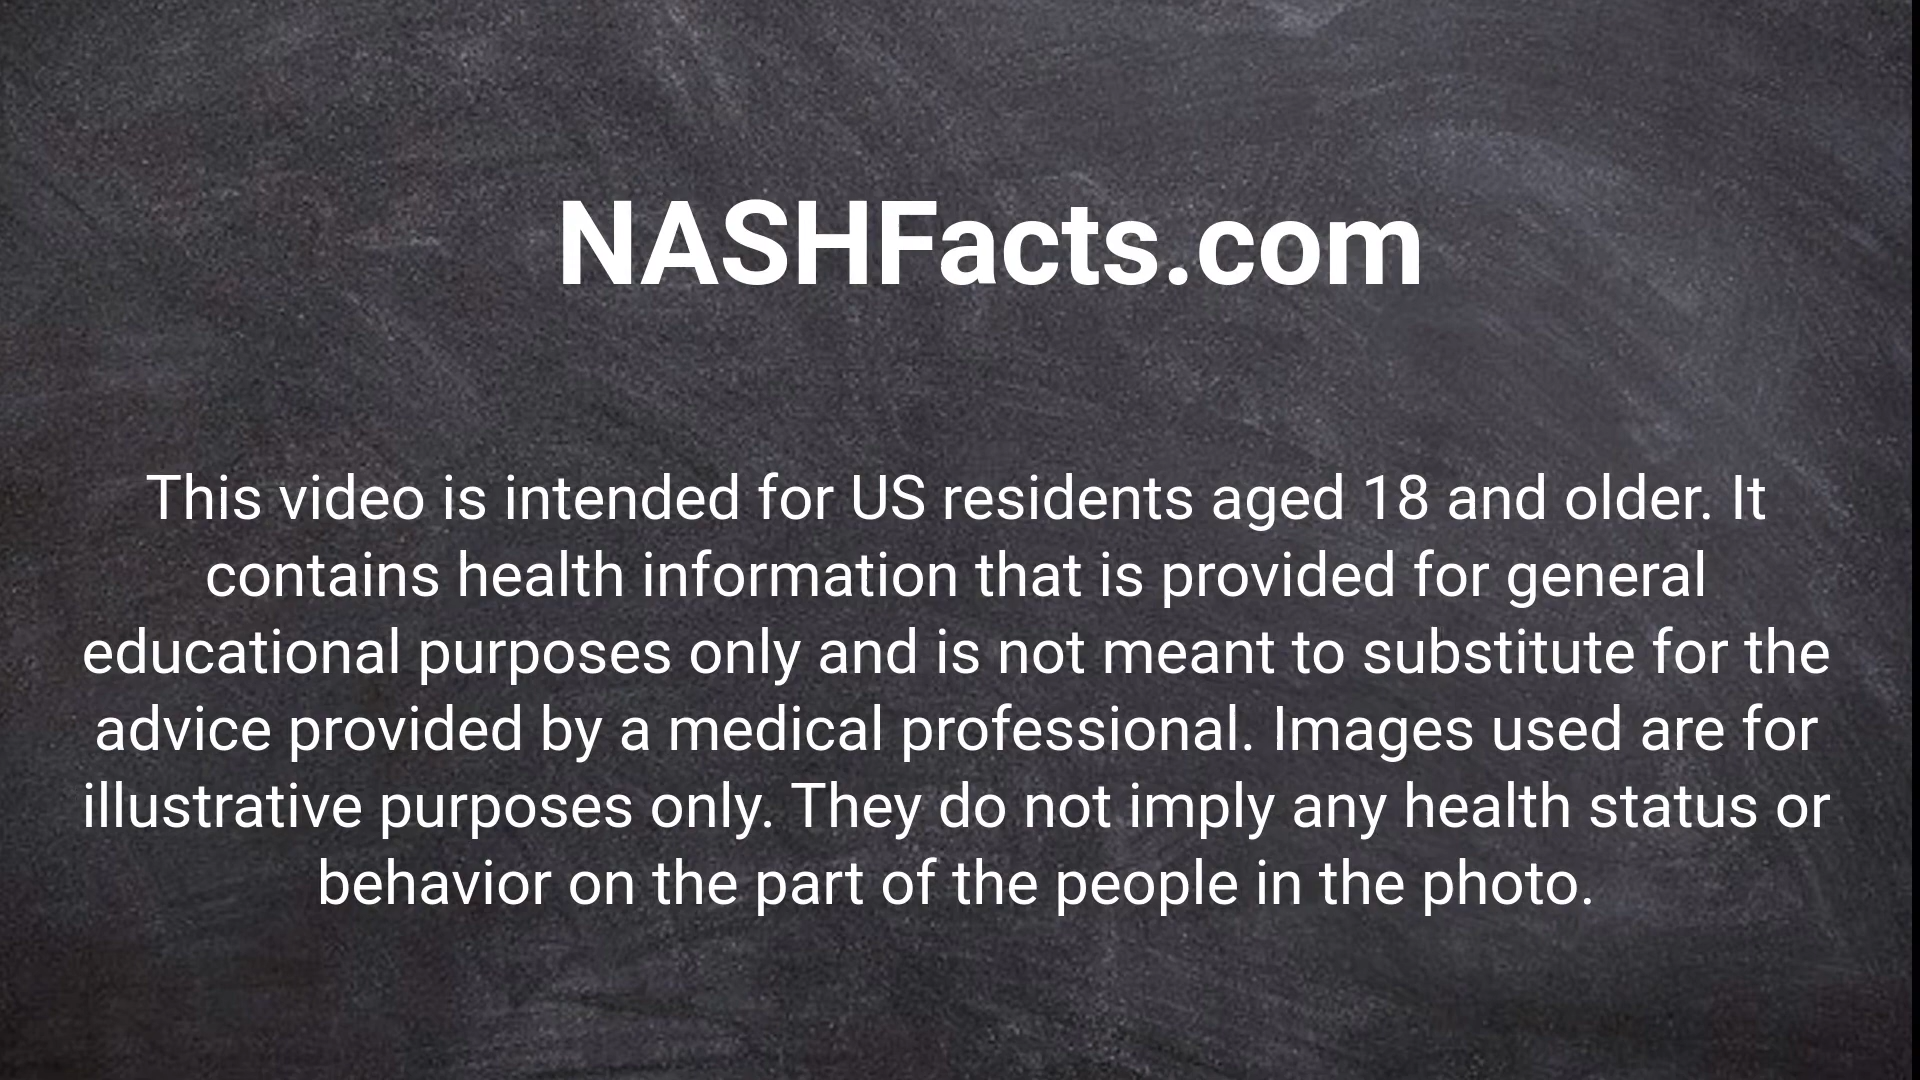 NASHFacts.com
This video is intended for US residents aged 18 and older. It
contains health information that is provided for general
educational purposes only and is not meant to substitute for the
advice provided by a medical professional. Images used are for
illustrative purposes only. They do not imply any health status or
behavior on the part of the people in the photo.